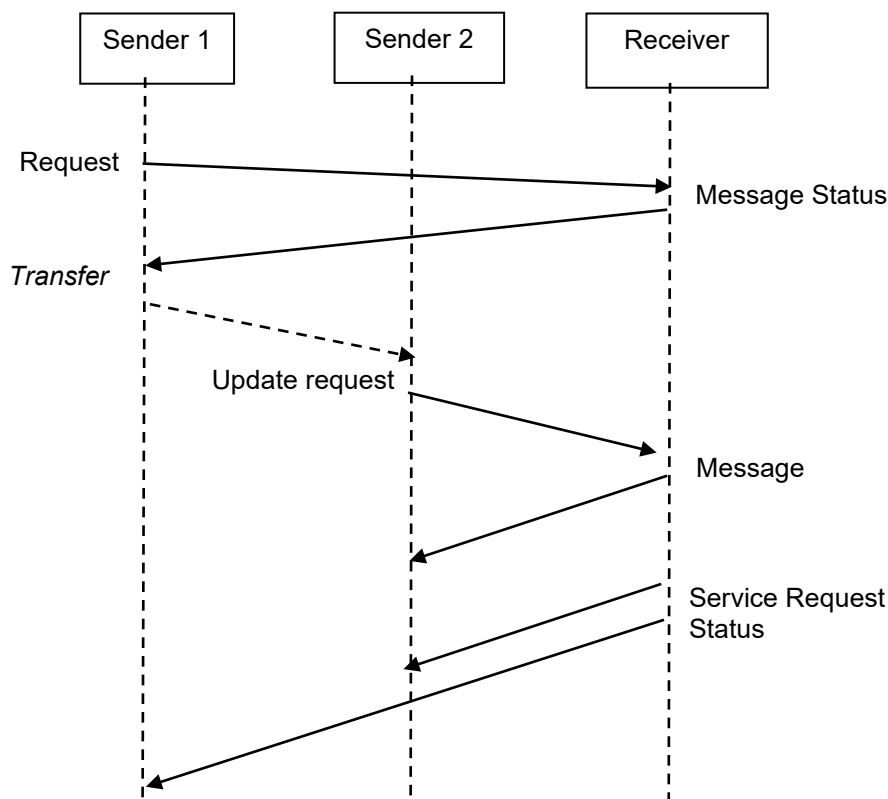 Sender 1
Sender 2
Receiver
Request
Message Status
Transfer
Update request
Message
Service Request
Status